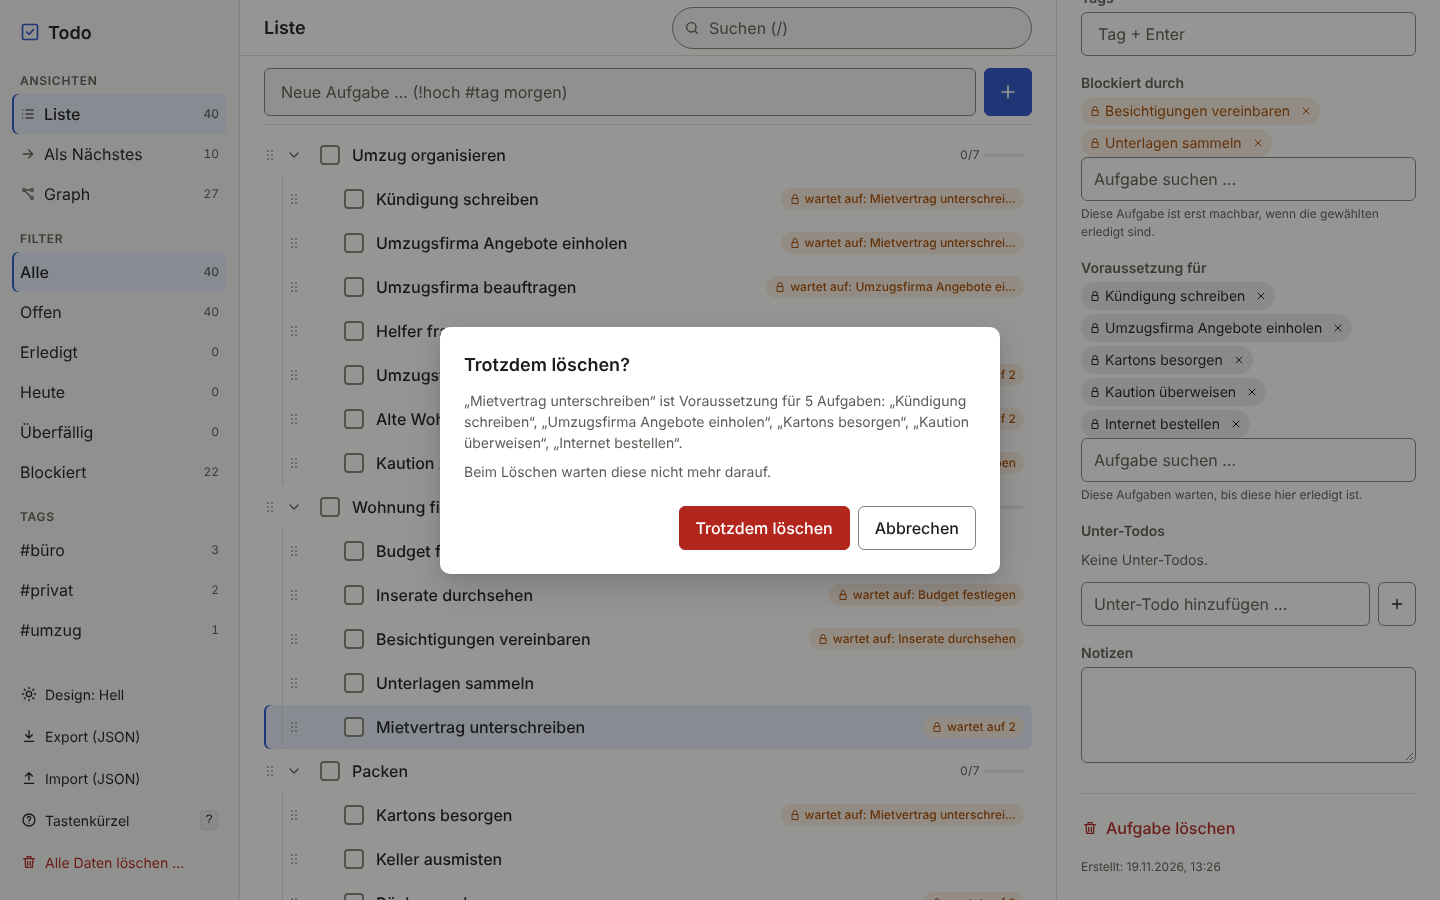 Todo
ANSICHTEN
Liste 40
Als Nächstes 10
Graph 27
FILTER
Alle 40
Offen 40
Erledigt 0
Heute 0
Überfällig 0
Blockiert 22
TAGS
#büro 3
#privat 2
#umzug 1
Design: Hell
Export (JSON)
Import (JSON)
Tastenkürzel ?
Alle Daten löschen ...
Liste
Suchen (/)
Neue Aufgabe ... (!hoch #tag morgen)
Umzug organisieren 0/7
Kündigung schreiben wartet auf: Mietvertrag unterschrei...
Umzugsfirma Angebote einholen wartet auf: Mietvertrag unterschrei...
Umzugsfirma beauftragen wartet auf: Umzugsfirma Angebote ei...
Helfer
Alte
Kaution
Wohnung
Budget
Inserate durchsehen wartet auf: Budget festlegen
Besichtigungen vereinbaren wartet auf: Inserate durchsehen
Unterlagen sammeln
Mietvertrag unterschreiben wartet auf 2
Packen 0/7
Kartons besorgen wartet auf: Mietvertrag unterschrei...
Keller ausmisten
Trotzdem löschen?
„Mietvertrag unterschreiben“ ist Voraussetzung für 5 Aufgaben: „Kündigung
schreiben“, „Umzugsfirma Angebote einholen“, „Kartons besorgen“, „Kaution
überweisen“, „Internet bestellen“.
Beim Löschen warten diese nicht mehr darauf.
Trotzdem löschen
Abbrechen
Tag + Enter
Blockiert durch
Besichtigungen vereinbaren ×
Unterlagen sammeln ×
Aufgabe suchen ...
Diese Aufgabe ist erst machbar, wenn die gewählten
erledigt sind.
Voraussetzung für
Kündigung schreiben ×
Umzugsfirma Angebote einholen ×
Kartons besorgen ×
Kaution überweisen ×
Internet bestellen ×
Aufgabe suchen ...
Diese Aufgaben warten, bis diese hier erledigt ist.
Unter-Todos
Keine Unter-Todos.
Unter-Todo hinzufügen ...
Notizen
Aufgabe löschen
Erstellt: 19.11.2026, 13:26